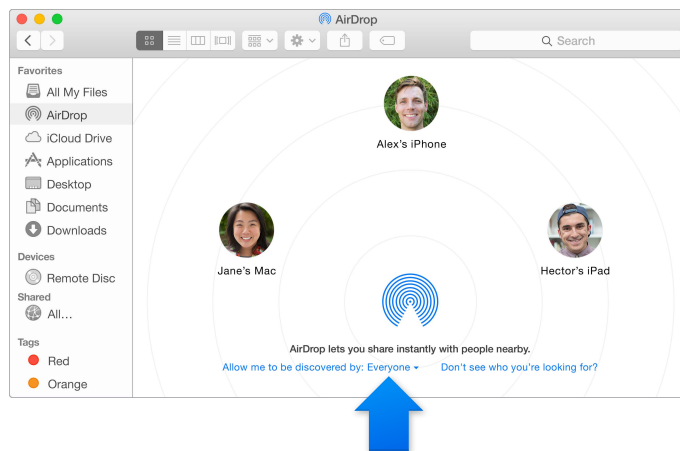 AirDrop
Search
Favorites
All My Files
AirDrop
iCloud Drive
Applications
Desktop
Documents
Downloads
Devices
Remote Disc
Shared
All...
Tags
Red
Orange
Alex's iPhone
Jane's Mac
Hector's iPad
AirDrop lets you share instantly with people nearby.
Allow me to be discovered by: Everyone Don't see who you're looking for?